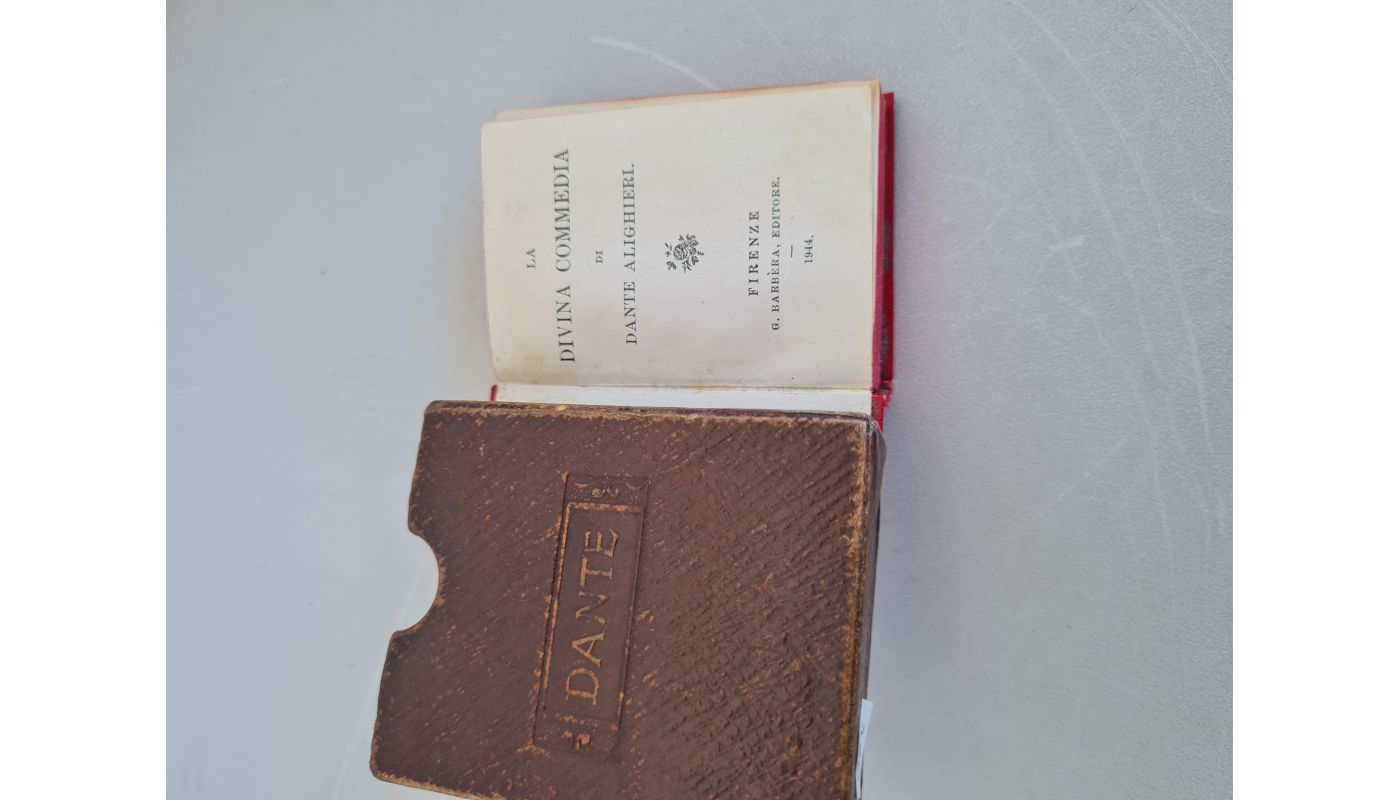 LA
DIVINA COMMEDIA
DI
DANTE ALIGHIERI.
FIRENZE
G. BARBÈRA, EDITORE.
—
1944.
DANTE